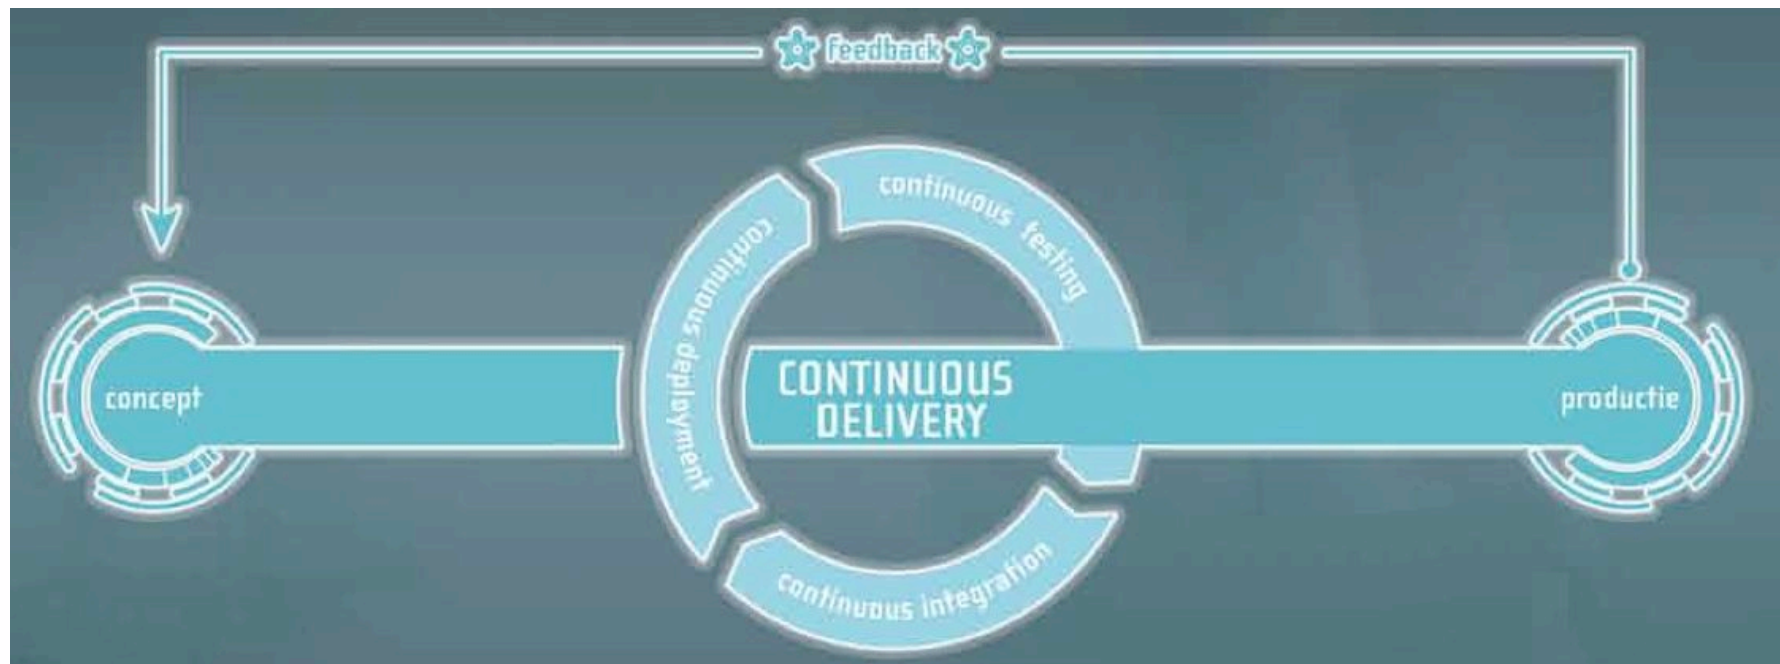 feedback
continuous testing
continuous deployment
concept
CONTINUOUS
DELIVERY
productie
continuous integration